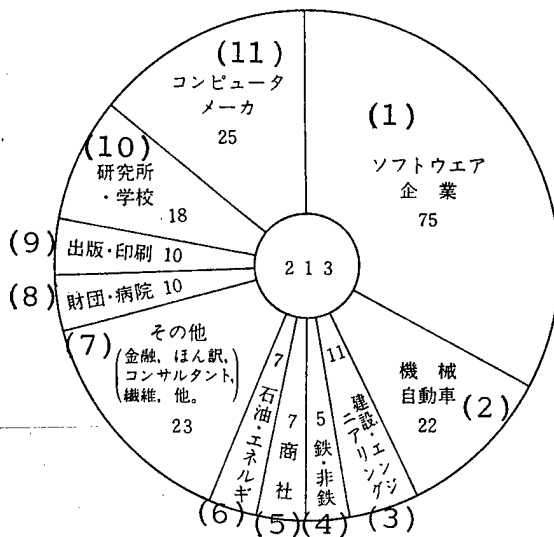 (1)
ソフトウエア
企業
75
機械
自動車
22
(2)
11
建設・エンジ
ニアリング
(3)
5 鉄・非鉄
(4)
7 商社
(5)
7 石油・エネルギ
(6)
(7)
その他
(金融, ほん訳,
コンサルタント,
繊維, 他。)
23
(8)
財団・病院 10
(9)
出版・印刷 10
(10)
研究所
・学校
18
(11)
コンピュータ
メーカ
25
213